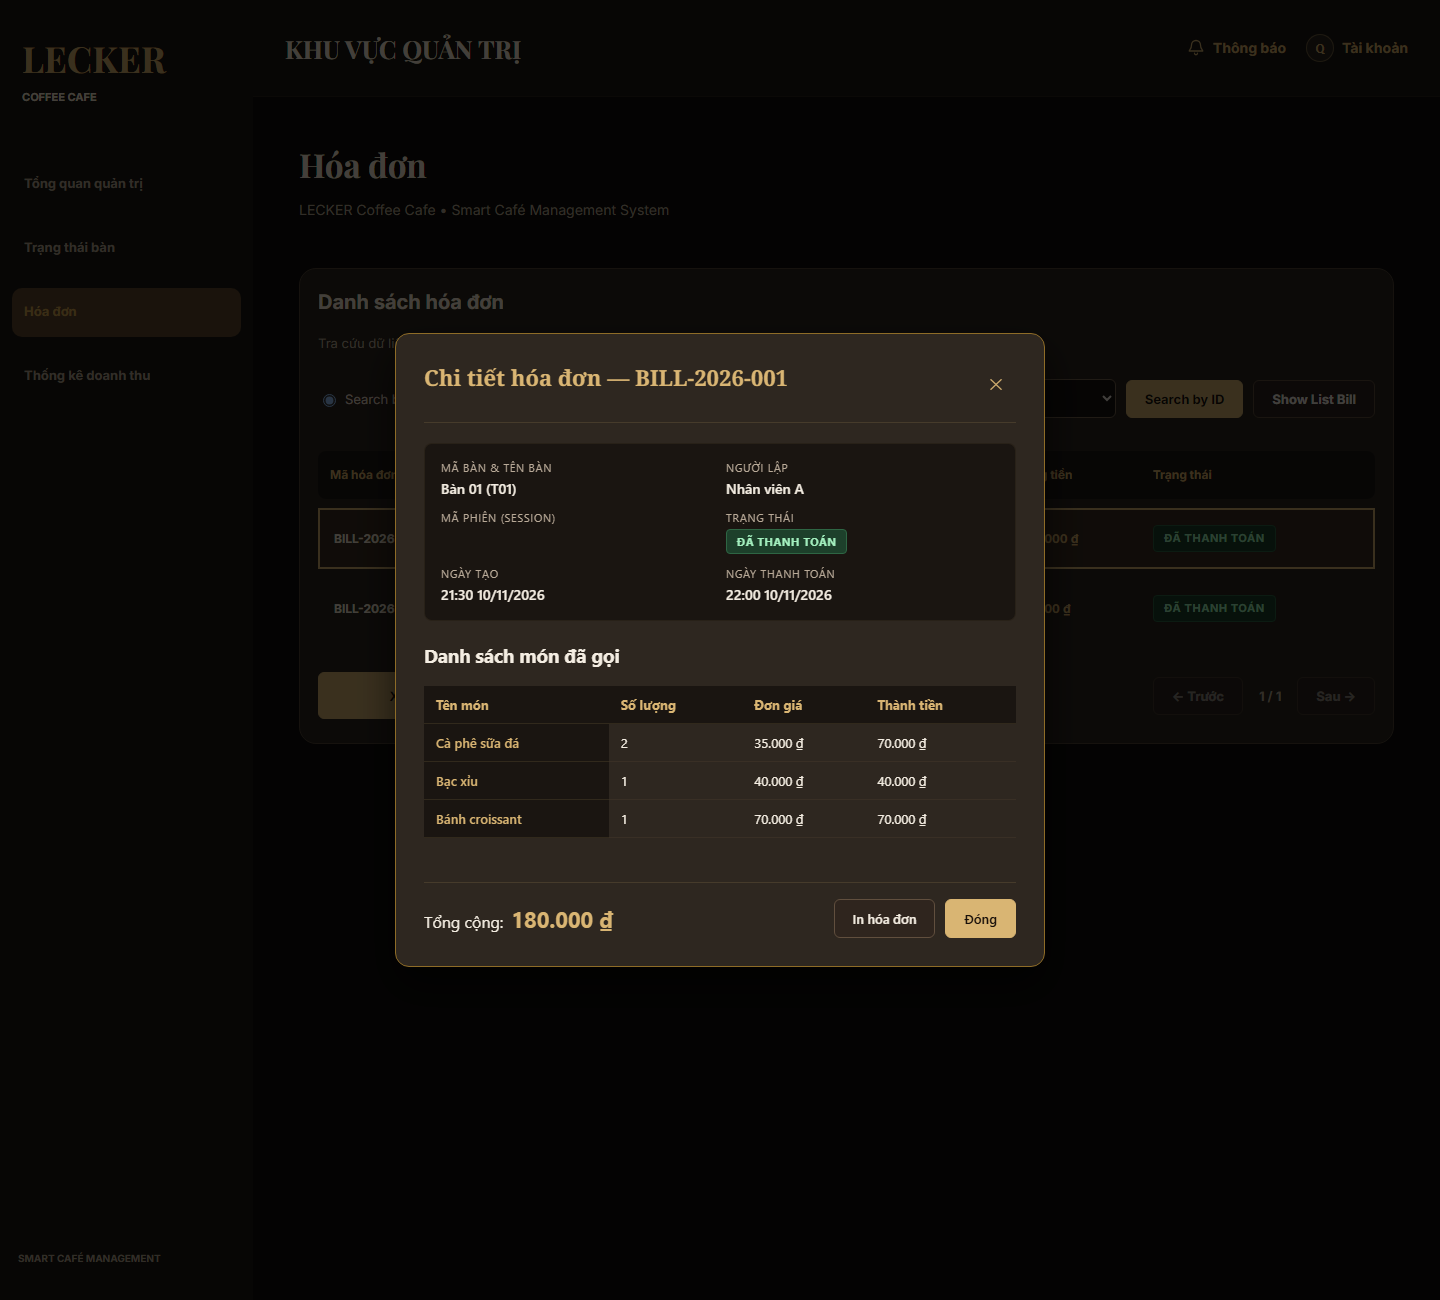 LECKER
COFFEE CAFE
KHU VỰC QUẢN TRỊ
Thông báo
Q
Tài khoản
Tổng quan quản trị
Trạng thái bàn
Hóa đơn
Thống kê doanh thu
SMART CAFÉ MANAGEMENT
Hóa đơn
LECKER Coffee Cafe • Smart Café Management System
Danh sách hóa đơn
Tra cứu dữ
Search
Search by ID
Show List Bill
Mã hóa đơn
tiền
Trạng thái
BILL-2026
000 ₫
ĐÃ THANH TOÁN
BILL-2026
00 ₫
ĐÃ THANH TOÁN
← Trước
1 / 1
Sau →
Chi tiết hóa đơn — BILL-2026-001
×
MÃ BÀN & TÊN BÀN
NGƯỜI LẬP
Bàn 01 (T01)
Nhân viên A
MÃ PHIÊN (SESSION)
TRẠNG THÁI
ĐÃ THANH TOÁN
NGÀY TẠO
NGÀY THANH TOÁN
21:30 10/11/2026
22:00 10/11/2026
Danh sách món đã gọi
Tên món Số lượng Đơn giá Thành tiền
Cà phê sữa đá 2 35.000 ₫ 70.000 ₫
Bạc xỉu 1 40.000 ₫ 40.000 ₫
Bánh croissant 1 70.000 ₫ 70.000 ₫
Tổng cộng: 180.000 ₫
In hóa đơn
Đóng